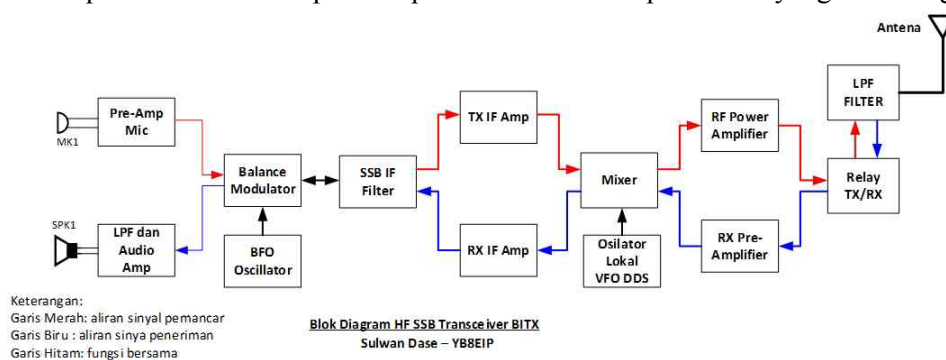 Antena
LPF
FILTER
Pre-Amp
Mic
MK1
TX IF Amp
RF Power
Amplifier
Balance
Modulator
SSB IF
Filter
Mixer
Relay
TX/RX
SPK1
LPF dan
Audio
Amp
BFO
Oscillator
RX IF Amp
Osilator
Lokal
VFO DDS
RX Pre-
Amplifier
Keterangan:
Garis Merah: aliran sinyal pemancar
Garis Biru : aliran sinya peneriman
Garis Hitam: fungsi bersama
Blok Diagram HF SSB Transceiver BITX
Sulwan Dase – YB8EIP